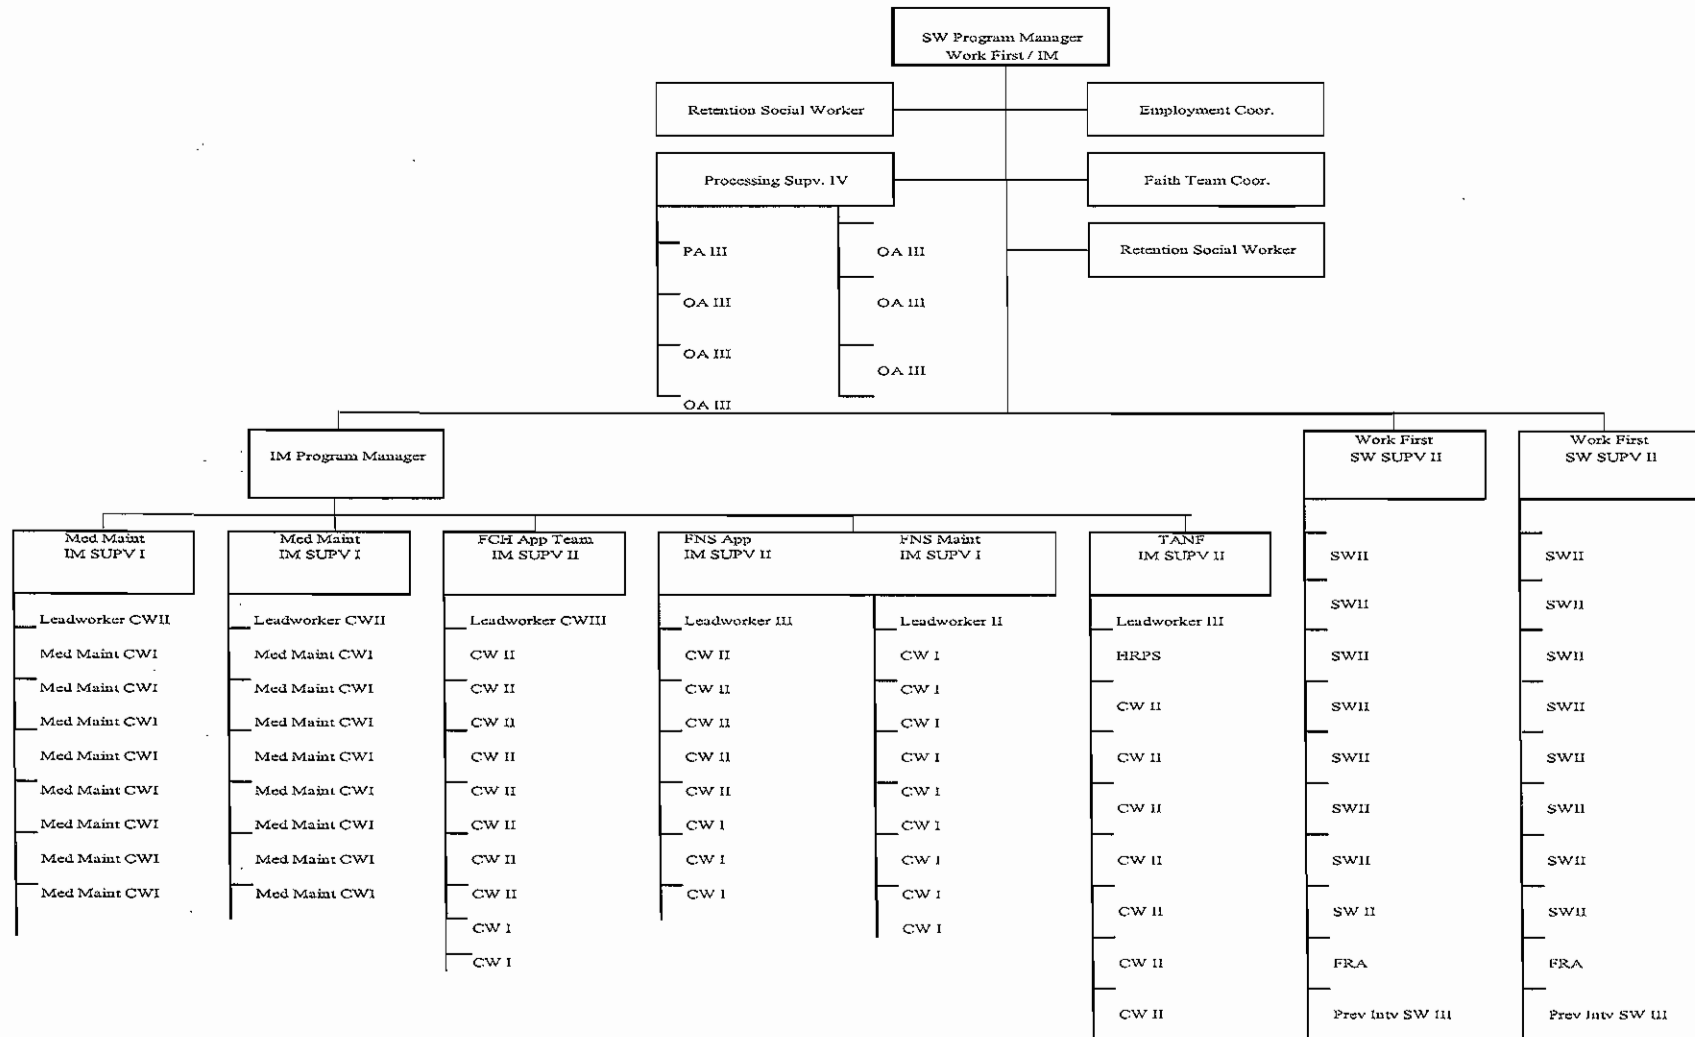 SW Program Manager
Work First / IM
Retention Social Worker
Employment Coor.
Processing Supv. IV
Faith Team Coor.
Retention Social Worker
PA III
OA III
OA III
OA III
OA III
OA III
OA III
IM Program Manager
Work First
SW SUPV II
Work First
SW SUPV II
Med Maint
IM SUPV I
Leadworker CWII
Med Maint CWI
Med Maint CWI
Med Maint CWI
Med Maint CWI
Med Maint CWI
Med Maint CWI
Med Maint CWI
Med Maint CWI
Med Maint
IM SUPV I
Leadworker CWII
Med Maint CWI
Med Maint CWI
Med Maint CWI
Med Maint CWI
Med Maint CWI
Med Maint CWI
Med Maint CWI
Med Maint CWI
FCH App Team
IM SUPV II
Leadworker CWIII
CW II
CW II
CW II
CW II
CW II
CW II
CW II
CW II
CW I
CW I
FNS App
IM SUPV II
Leadworker III
CW II
CW II
CW II
CW II
CW II
CW I
CW I
CW I
FNS Maint
IM SUPV I
Leadworker II
CW I
CW I
CW I
CW I
CW I
CW I
CW I
CW I
CW I
TANF
IM SUPV II
Leadworker III
HRPS
CW II
CW II
CW II
CW II
CW II
CW II
CW II
SWII
SWII
SWII
SWII
SWII
SWII
SWII
SW II
FRA
Prev Intv SW III
SWII
SWII
SWII
SWII
SWII
SWII
SWII
SWII
FRA
Prev Intv SW III